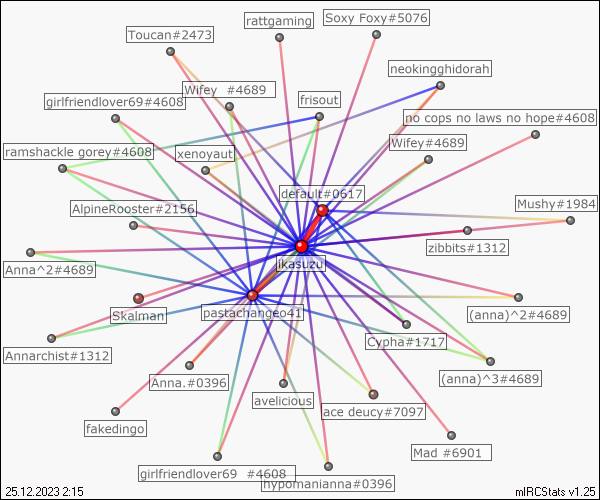 Soxy Foxy#5076
rattgaming
Toucan#2473
neokingghidorah
Wifey  #4689
frisout
girlfriendlover69#4608
no cops no laws no hope#4608
Wifey#4689
ramshackle gorey#4608
xenoyaut
default#0617
Mushy#1984
AlpineRooster#2156
zibbits#1312
ikasuzu
Anna^2#4689
Skalman
pastachangeo41
(anna)^2#4689
Cypha#1717
Annarchist#1312
(anna)^3#4689
Anna.#0396
avelicious
ace deucy#7097
fakedingo
Mad #6901
girlfriendlover69  #4608
hypomanianna#0396
25.12.2023 2:15
mIRCStats v1.25